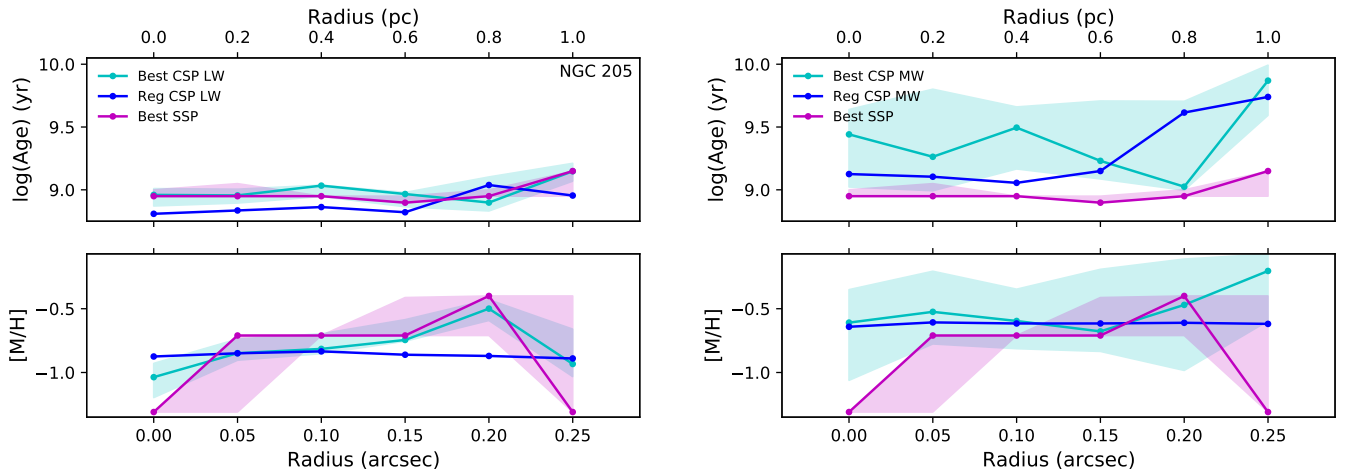 Radius (pc)
0.0 0.2 0.4 0.6 0.8 1.0
log(Age) (yr)
10.0
9.5
9.0
Best CSP LW
Reg CSP LW
Best SSP
NGC 205
[M/H]
−0.5
−1.0
0.00 0.05 0.10 0.15 0.20 0.25
Radius (arcsec)
Radius (pc)
0.0 0.2 0.4 0.6 0.8 1.0
log(Age) (yr)
10.0
9.5
9.0
Best CSP MW
Reg CSP MW
Best SSP
[M/H]
−0.5
−1.0
0.00 0.05 0.10 0.15 0.20 0.25
Radius (arcsec)